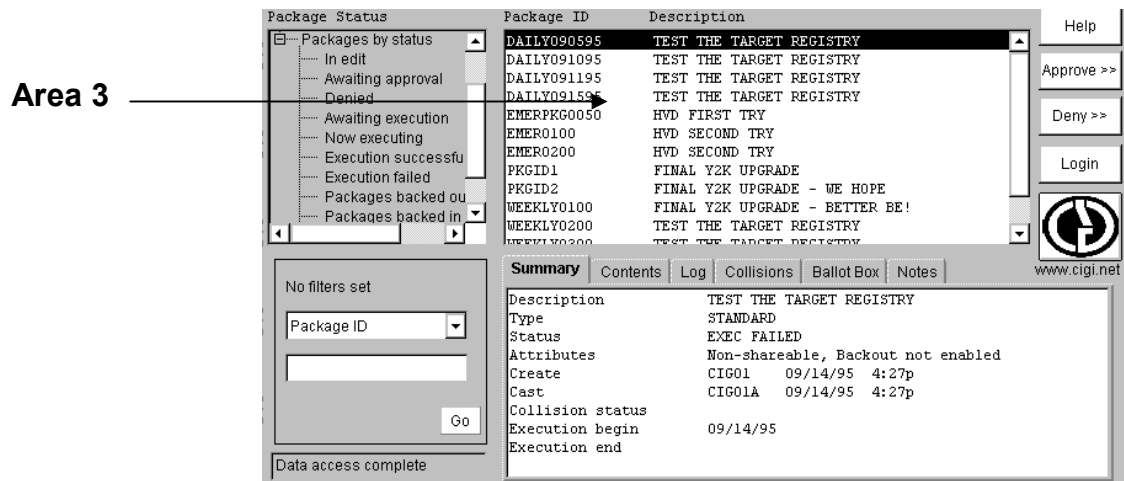 Package Status
Packages by status
In edit
Awaiting approval
Denied
Awaiting execution
Now executing
Execution successfu
Execution failed
Packages backed ou
Packages backed in
Area 3
Package ID Description
DAILY090595 TEST THE TARGET REGISTRY
DAILY091095 TEST THE TARGET REGISTRY
DAILY091195 TEST THE TARGET REGISTRY
DAILY091595 TEST THE TARGET REGISTRY
EMERPKG0050 HVD FIRST TRY
EMER0100 HVD SECOND TRY
EMER0200 HVD SECOND TRY
PKGID1 FINAL Y2K UPGRADE
PKGID2 FINAL Y2K UPGRADE - WE HOPE
WEEKLY0100 FINAL Y2K UPGRADE - BETTER BE!
WEEKLY0200 TEST THE TARGET REGISTRY
WEEKLY0300 TEST THE TARGET REGISTRY
Help
Approve >>
Deny >>
Login
www.cigi.net
No filters set
Package ID
Go
Data access complete
Summary Contents Log Collisions Ballot Box Notes
Description TEST THE TARGET REGISTRY
Type STANDARD
Status EXEC FAILED
Attributes Non-shareable, Backout not enabled
Create CIG01 09/14/95 4:27p
Cast CIG01A 09/14/95 4:27p
Collision status
Execution begin 09/14/95
Execution end